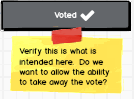 Voted
Verify this is what is
intended here. Do we
want to allow the ability
to take away the vote?